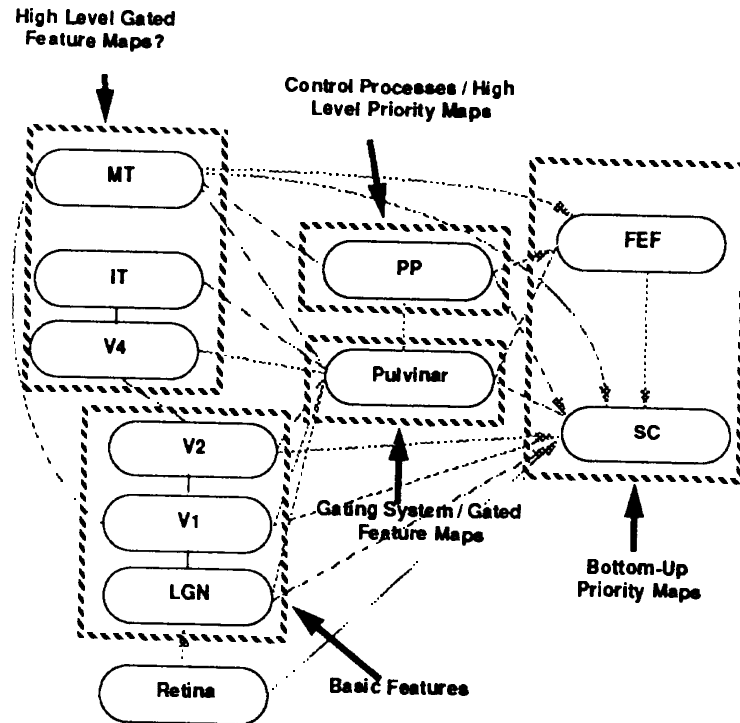 High Level Gated
Feature Maps?
Control Processes / High
Level Priority Maps
MT
FEF
PP
IT
V4
Pulvinar
V2
SC
V1
Gating System / Gated
Feature Maps
LGN
Bottom-Up
Priority Maps
Retina
Basic Features